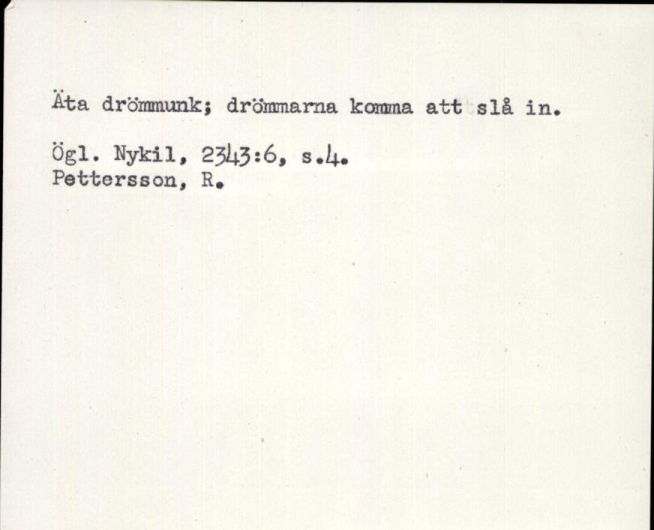 Äta drömmunk; drömmarna komma att slå in.
Ögl. Nykil, 2343:6, s.4.
Pettersson, R.